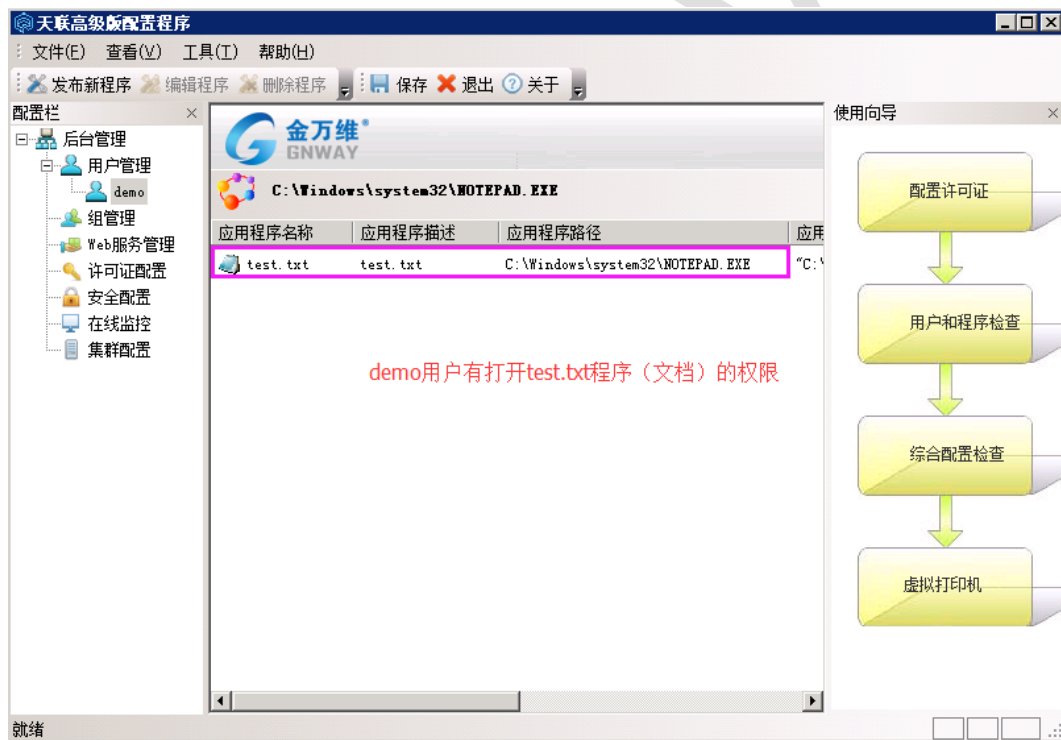 天联高级版配置程序
文件(F) 查看(V) 工具(T) 帮助(H)
发布新程序 编辑程序 删除程序 保存 退出 关于
配置栏
后台管理
用户管理
demo
组管理
Web服务管理
许可证配置
安全配置
在线监控
集群配置
金万维®
GNWAY
C:\Windows\system32\NOTEPAD.EXE
应用程序名称 应用程序描述 应用程序路径 应用
test.txt test.txt C:\Windows\system32\NOTEPAD.EXE "C:\
demo用户有打开test.txt程序（文档）的权限
使用向导
配置许可证
用户和程序检查
综合配置检查
虚拟打印机
就绪